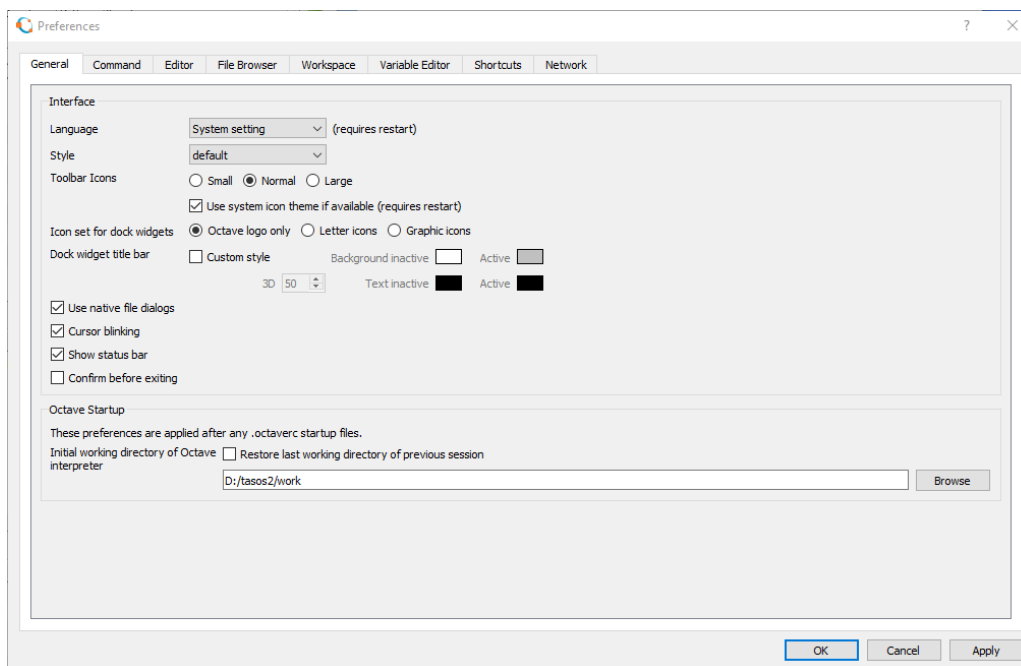 Preferences
General Command Editor File Browser Workspace Variable Editor Shortcuts Network
Interface
Language System setting (requires restart)
Style default
Toolbar Icons Small Normal Large
Use system icon theme if available (requires restart)
Icon set for dock widgets Octave logo only Letter icons Graphic icons
Dock widget title bar Custom style Background inactive Active
3D 50 Text inactive Active
Use native file dialogs
Cursor blinking
Show status bar
Confirm before exiting
Octave Startup
These preferences are applied after any .octaverc startup files.
Initial working directory of Octave Restore last working directory of previous session
interpreter
D:/tasos2/work Browse
OK Cancel Apply